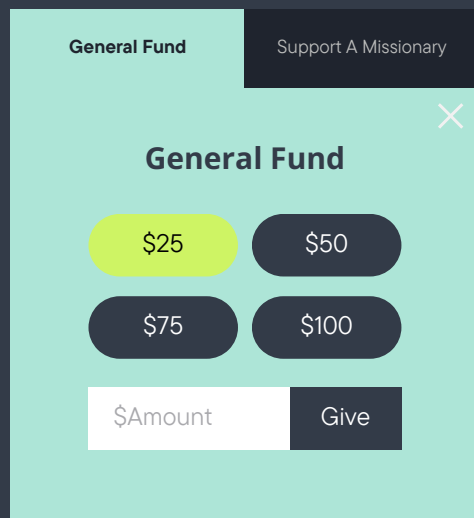 General Fund
Support A Missionary
General Fund
$25
$50
$75
$100
$Amount
Give